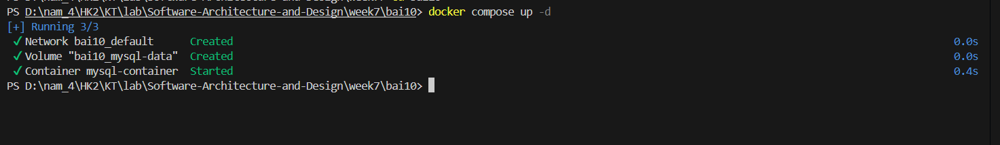 PS D:\nam_4\HK2\KT\lab\Software-Architecture-and-Design\week7\bai10> docker compose up -d
[+] Running 3/3
✓ Network bai10_default Created 0.0s
✓ Volume "bai10_mysql-data" Created 0.0s
✓ Container mysql-container Started 0.4s
PS D:\nam_4\HK2\KT\lab\Software-Architecture-and-Design\week7\bai10>